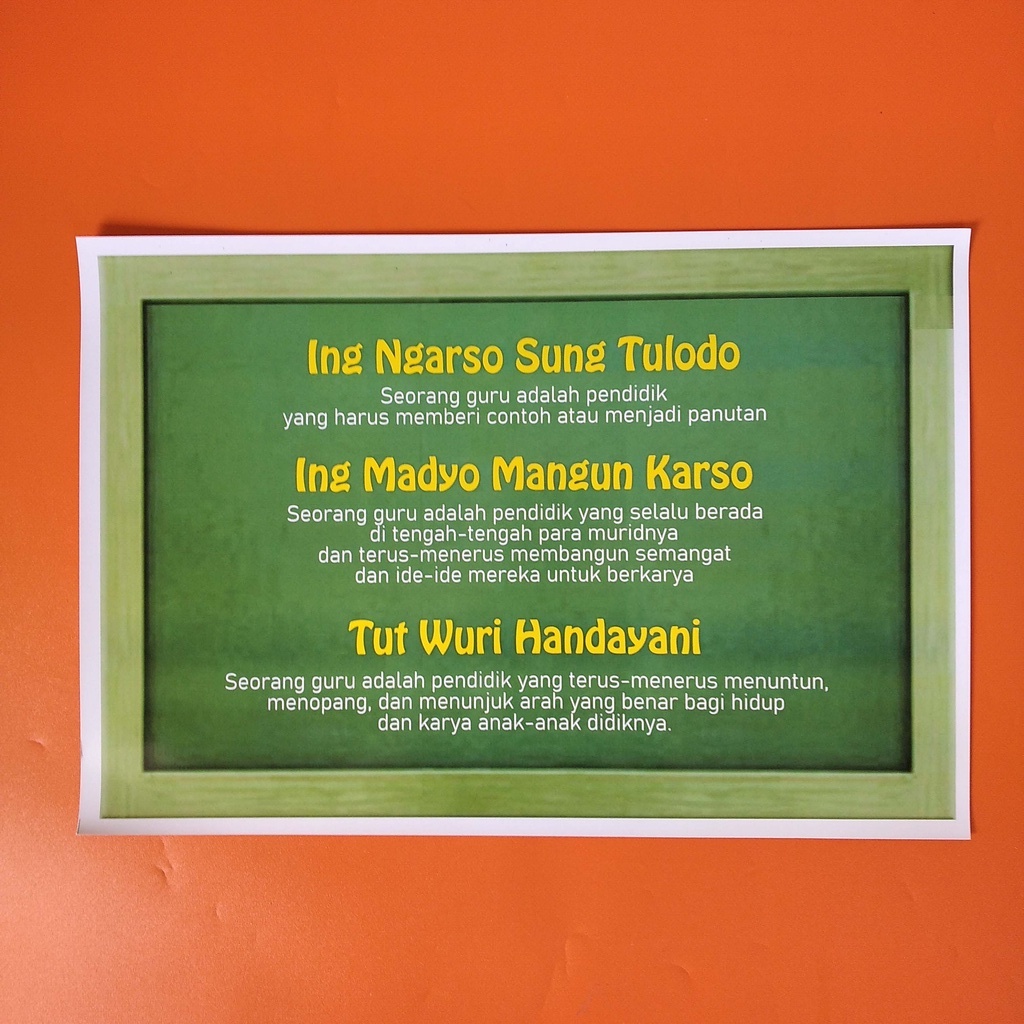 Ing Ngarso Sung Tulodo
Seorang guru adalah pendidik
yang harus memberi contoh atau menjadi panutan
Ing Madyo Mangun Karso
Seorang guru adalah pendidik yang selalu berada
di tengah-tengah para muridnya
dan terus-menerus membangun semangat
dan ide-ide mereka untuk berkarya
Tut Wuri Handayani
Seorang guru adalah pendidik yang terus-menerus menuntun,
menopang, dan menunjuk arah yang benar bagi hidup
dan karya anak-anak didiknya.